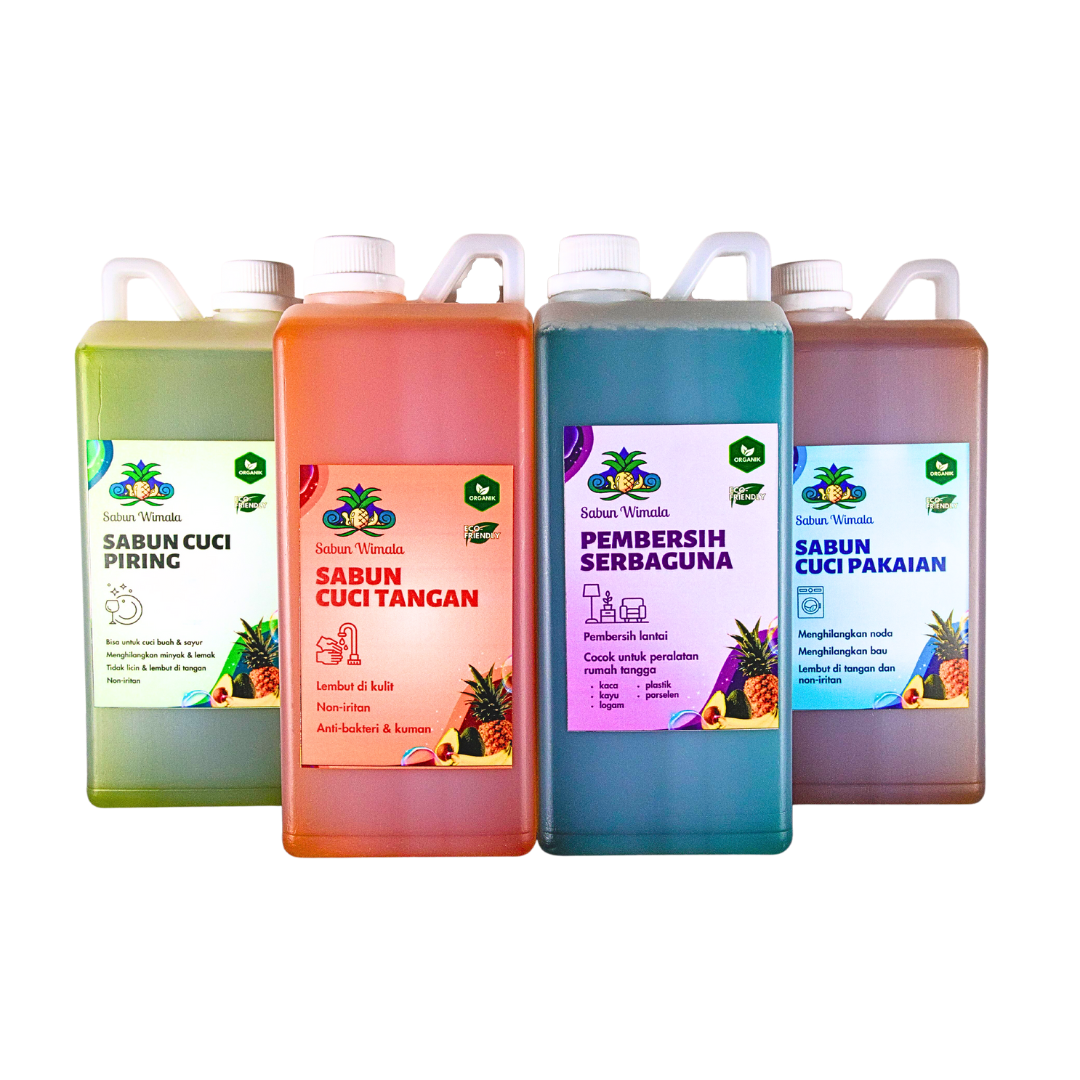 ORGANIK
ECO-
FRIENDLY
Sabun Wimala
SABUN CUCI
PIRING
Bisa untuk cuci buah & sayur
Menghilangkan minyak & lemak
Tidak licin & lembut di tangan
Non-iritan
ORGANIK
ECO-
FRIENDLY
Sabun Wimala
SABUN
CUCI TANGAN
Lembut di kulit
Non-iritan
Anti-bakteri & kuman
ORGANIK
ECO-
FRIENDLY
Sabun Wimala
PEMBERSIH
SERBAGUNA
Pembersih lantai
Cocok untuk peralatan
rumah tangga
• kaca
• kayu
• logam
• plastik
• parselen
ORGANIK
ECO-
FRIENDLY
Sabun Wimala
SABUN
CUCI PAKAIAN
Menghilangkan noda
Menghilangkan bau
Lembut di tangan dan
non-iritan